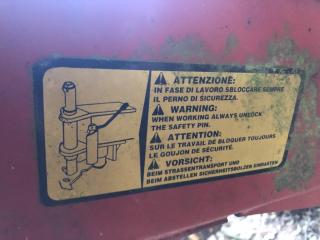 ATTENZIONE:
IN FASE DI LAVORO SBLOCCARE SEMPRE
IL PERNO DI SICUREZZA.
WARNING:
WHEN WORKING ALWAYS UNLOCK
THE SAFETY PIN.
ATTENTION:
SUR LE TRAVAIL DE BLOQUER TOUJOURS
LE GOUJON DE SÉCURITÉ.
VORSICHT:
BEIM STRASSENTRANSPORT UND
BEIM ABSTELLEN SICHERHEITSBOLZEN EINRASTEN